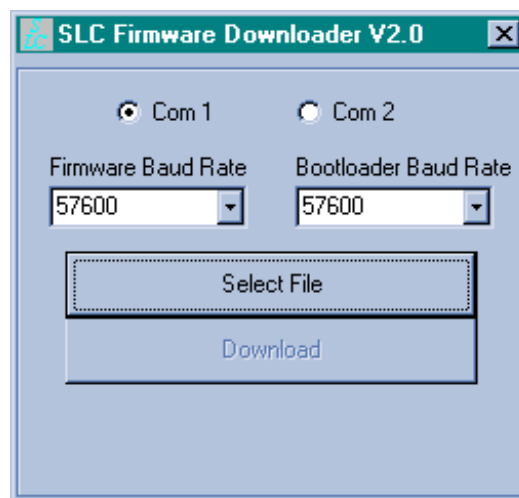 SLC Firmware Downloader V2.0
Com 1 Com 2
Firmware Baud Rate Bootloader Baud Rate
57600 57600
Select File
Download